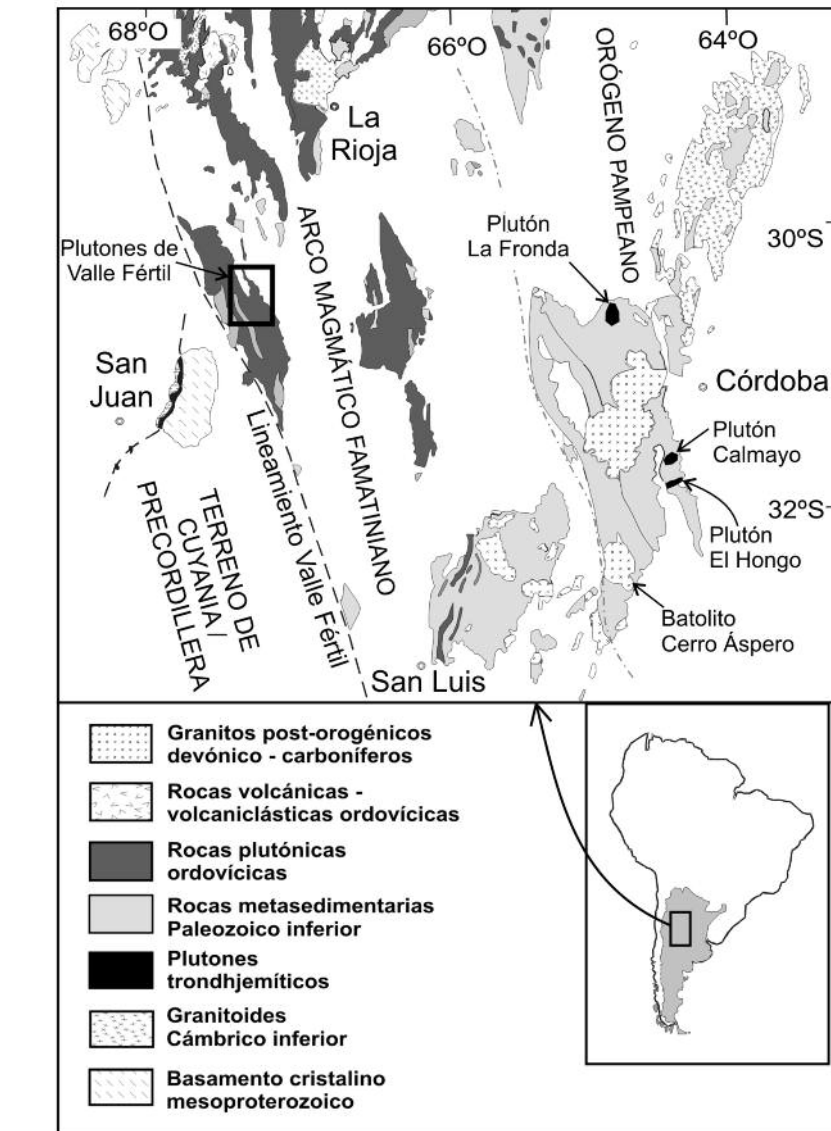 68ºO
66ºO
64ºO
La
Rioja
ORÓGENO PAMPEANO
30ºS
Plutón
La Fronda
Plutones de
Valle Fértil
ARCO MAGMÁTICO FAMATINIANO
San
Juan
Córdoba
Plutón
Calmayo
Lineamiento Valle Fértil
32ºS
TERRENO DE
CUYANIA /
PRECORDILLERA
Plutón
El Hongo
Batolito
Cerro Áspero
San Luis
Granitos post-orogénicos
devónico - carboníferos
Rocas volcánicas -
volcaniclásticas ordovícicas
Rocas plutónicas
ordovícicas
Rocas metasedimentarias
Paleozoico inferior
Plutones
trondhjemíticos
Granitoides
Cámbrico inferior
Basamento cristalino
mesoproterozoico